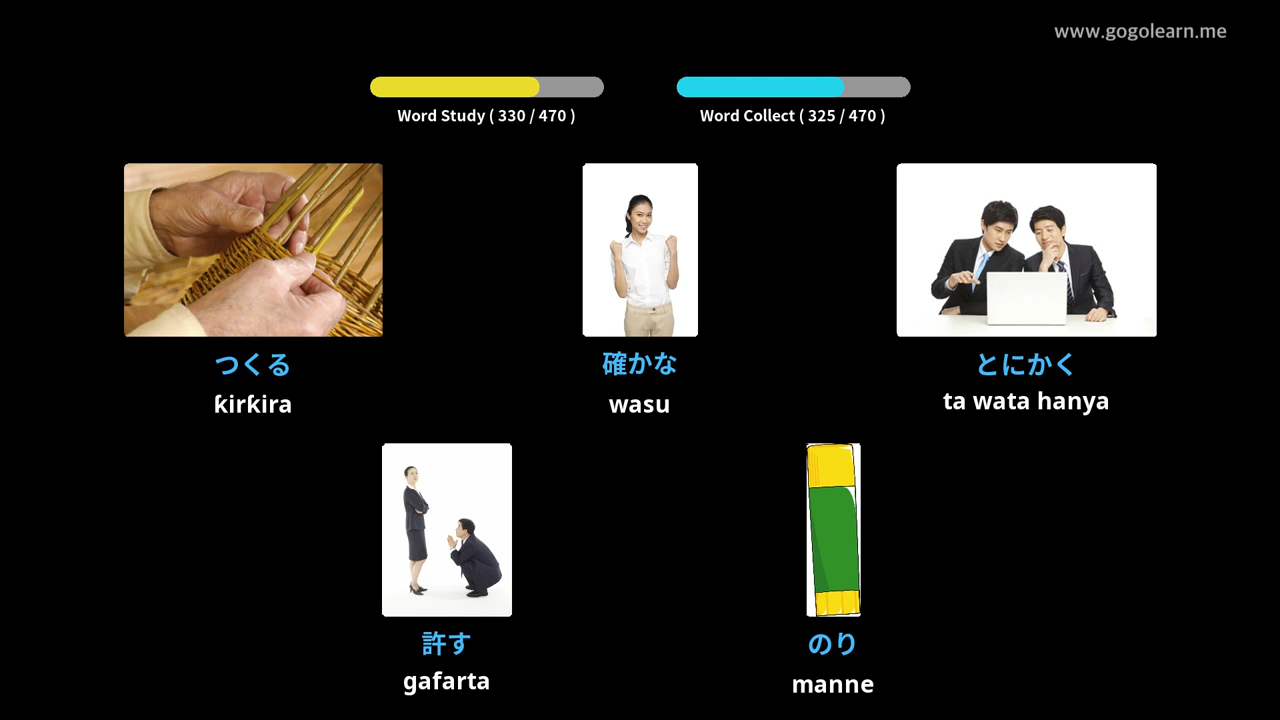 www.gogolearn.me
Word Study ( 330 / 470 )
Word Collect ( 325 / 470 )
つくる
ƙirƙira
確かな
wasu
とにかく
ta wata hanya
許す
gafarta
のり
manne